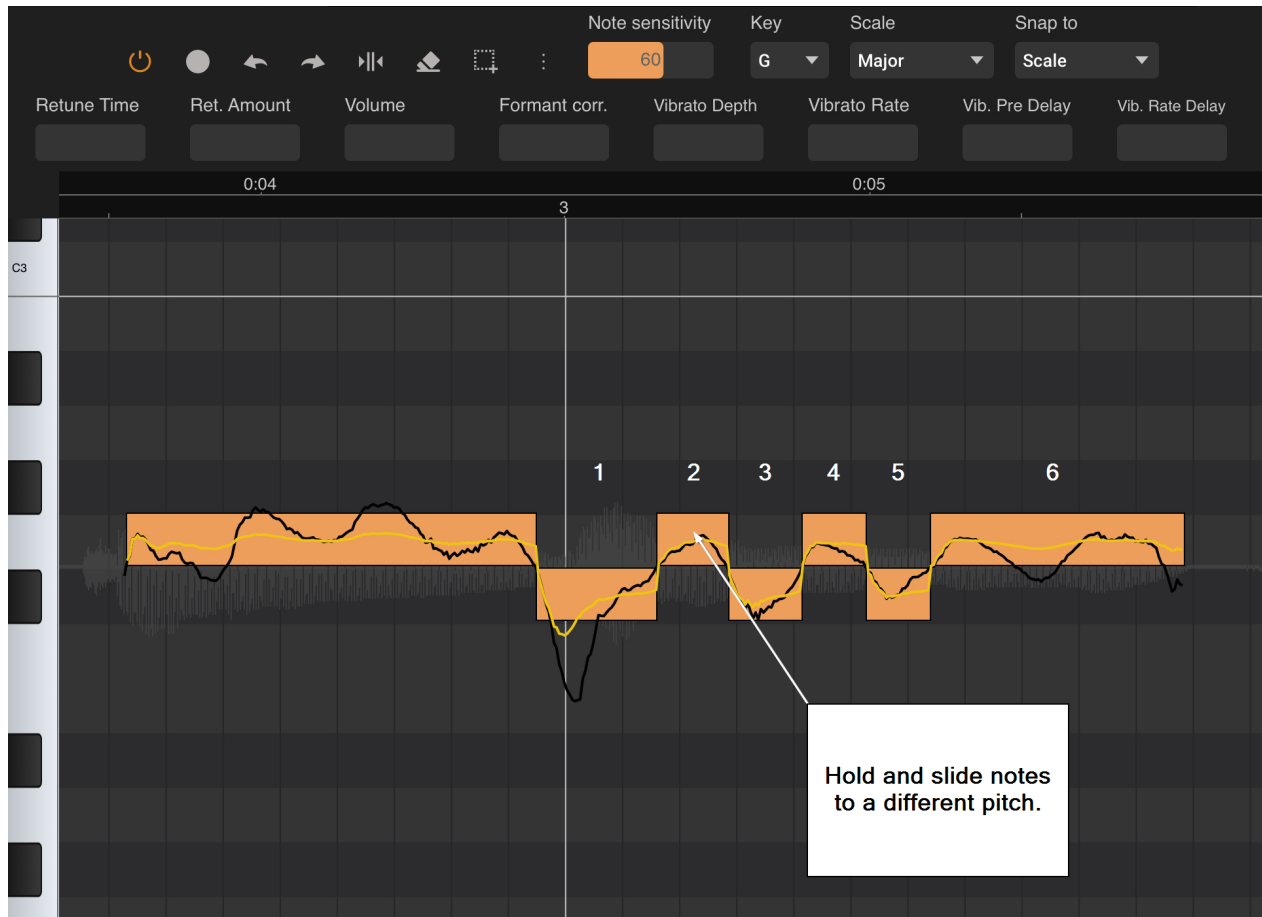 Note sensitivity Key Scale Snap to
60 G Major Scale
Retune Time Ret. Amount Volume Formant corr. Vibrato Depth Vibrato Rate Vib. Pre Delay Vib. Rate Delay
0:04 0:05
3
C3
1 2 3 4 5 6
Hold and slide notes
to a different pitch.